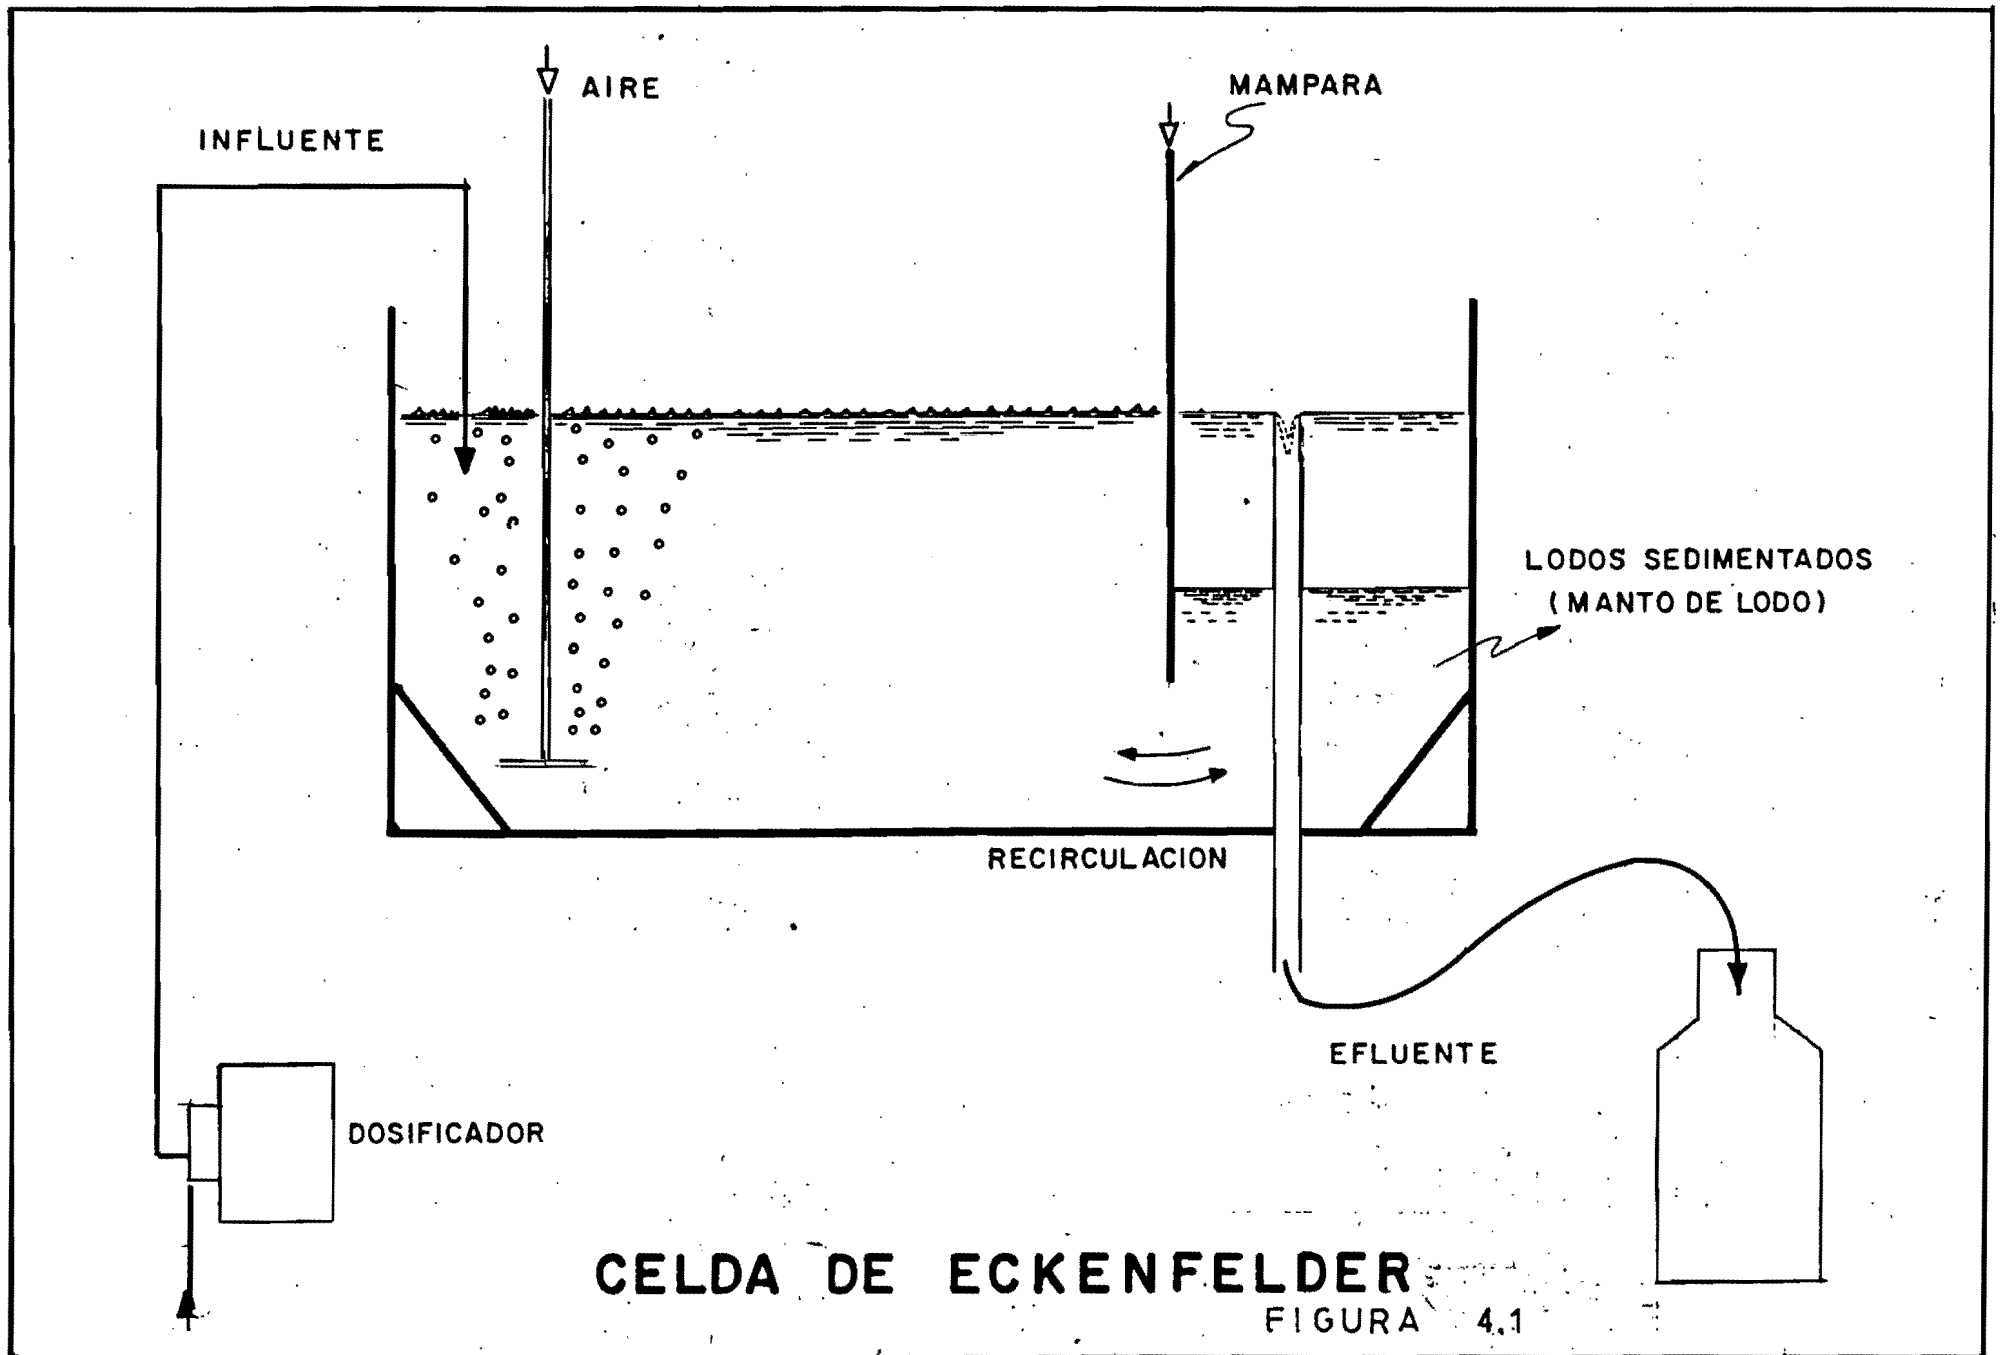 AIRE
MAMPARA
INFLUENTE
LODOS SEDIMENTADOS
(MANTO DE LODO)
RECIRCULACION
EFLUENTE
DOSIFICADOR
CELDA DE ECKENFELDER
FIGURA 4.1